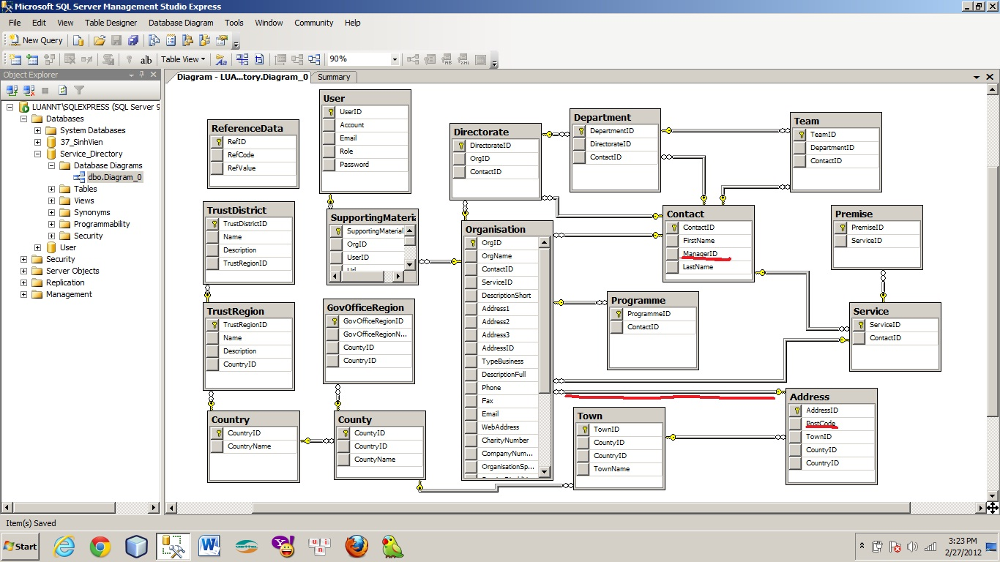 Microsoft SQL Server Management Studio Express
File Edit View Table Designer Database Diagram Tools Window Community Help
New Query
Table View 90%
Object Explorer
Diagram - LUA...tory.Diagram_0 Summary
LUANNT\SQLEXPRESS (SQL Server 9
Databases
System Databases
37_SinhVien
Service_Directory
Database Diagrams
dbo.Diagram_0
Tables
Views
Synonyms
Programmability
Security
User
Security
Server Objects
Replication
Management
ReferenceData
RefID
RefCode
RefValue
User
UserID
Account
Email
Role
Password
Directorate
DirectorateID
OrgID
ContactID
Department
DepartmentID
DirectorateID
ContactID
Team
TeamID
DepartmentID
ContactID
TrustDistrict
TrustDistrictID
Name
Description
TrustRegionID
SupportingMateria
SupportingMaterial
OrgID
UserID
Url
Organisation
OrgID
OrgName
ContactID
ServiceID
DescriptionShort
Address1
Address2
Address3
AddressID
TypeBusiness
DescriptionFull
Phone
Fax
Email
WebAddress
CharityNumber
CompanyNum...
OrganisationSp...
Contact
ContactID
FirstName
ManagerID
LastName
Premise
PremiseID
ServiceID
TrustRegion
TrustRegionID
Name
Description
CountryID
GovOfficeRegion
GovOfficeRegionID
GovOfficeRegionN...
CountyID
CountryID
Programme
ProgrammeID
ContactID
Service
ServiceID
ContactID
Country
CountryID
CountryName
County
CountyID
CountryID
CountyName
Town
TownID
CountyID
CountryID
TownName
Address
AddressID
PostCode
TownID
CountyID
CountryID
Item(s) Saved
Start
3:23 PM
2/27/2012